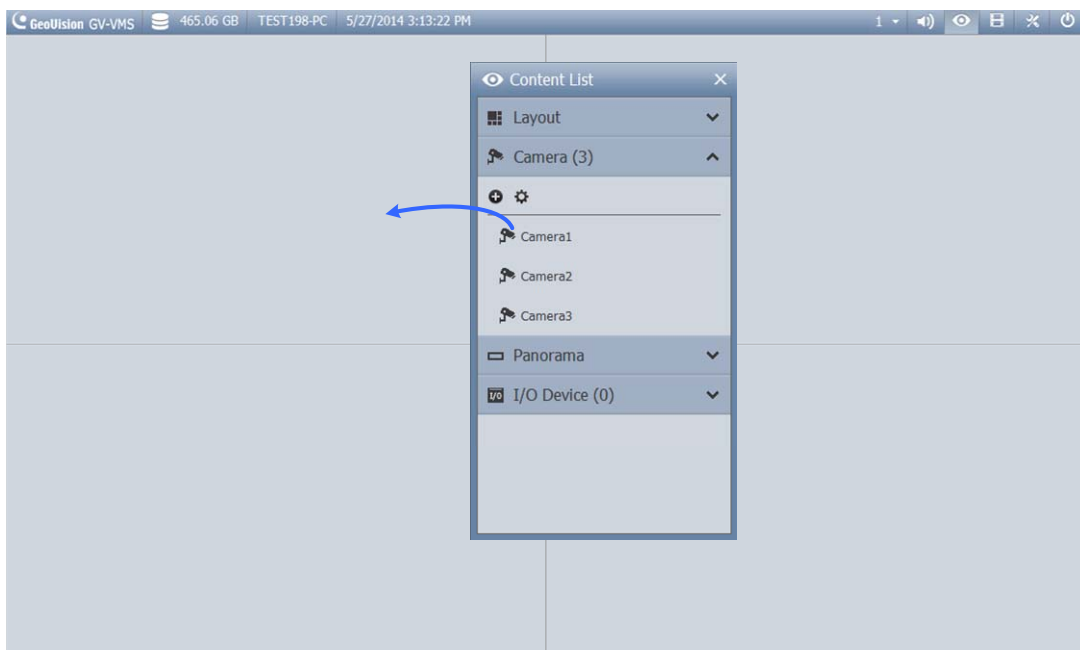 GeoVision GV-VMS 465.06 GB TEST198-PC 5/27/2014 3:13:22 PM 1
Content List
Layout
Camera (3)
Camera1
Camera2
Camera3
Panorama
I/O I/O Device (0)